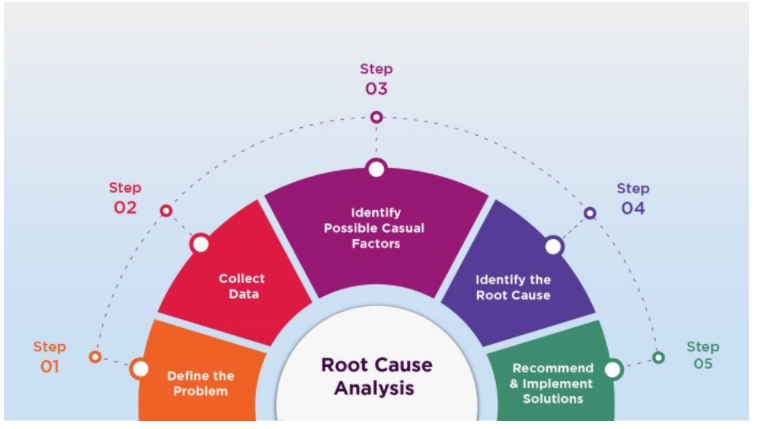 Step
01
Define the
Problem
Step
02
Collect
Data
Step
03
Identify
Possible Casual
Factors
Step
04
Identify the
Root Cause
Step
05
Recommend
& Implement
Solutions
Root Cause
Analysis